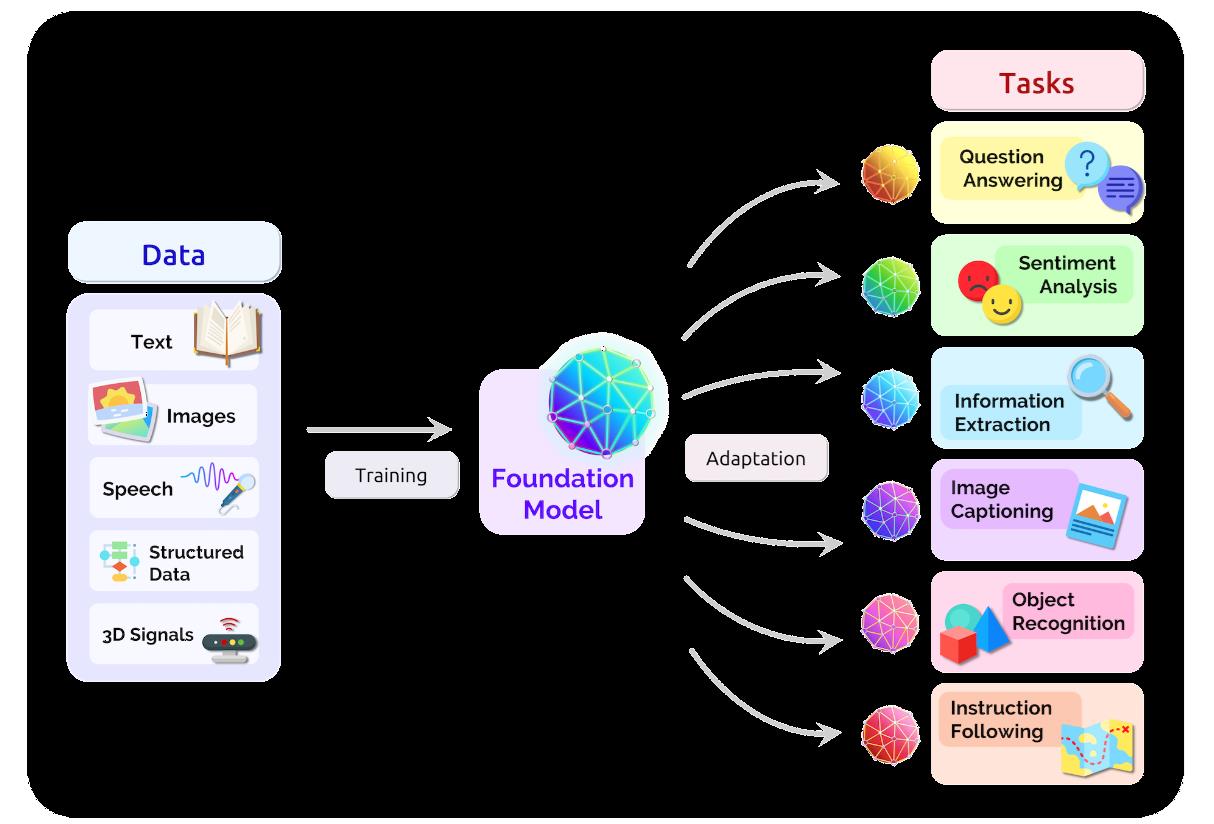 Data
Text
Images
Speech
Structured
Data
3D Signals
Training
Foundation
Model
Adaptation
Tasks
Question
Answering
Sentiment
Analysis
Information
Extraction
Image
Captioning
Object
Recognition
Instruction
Following